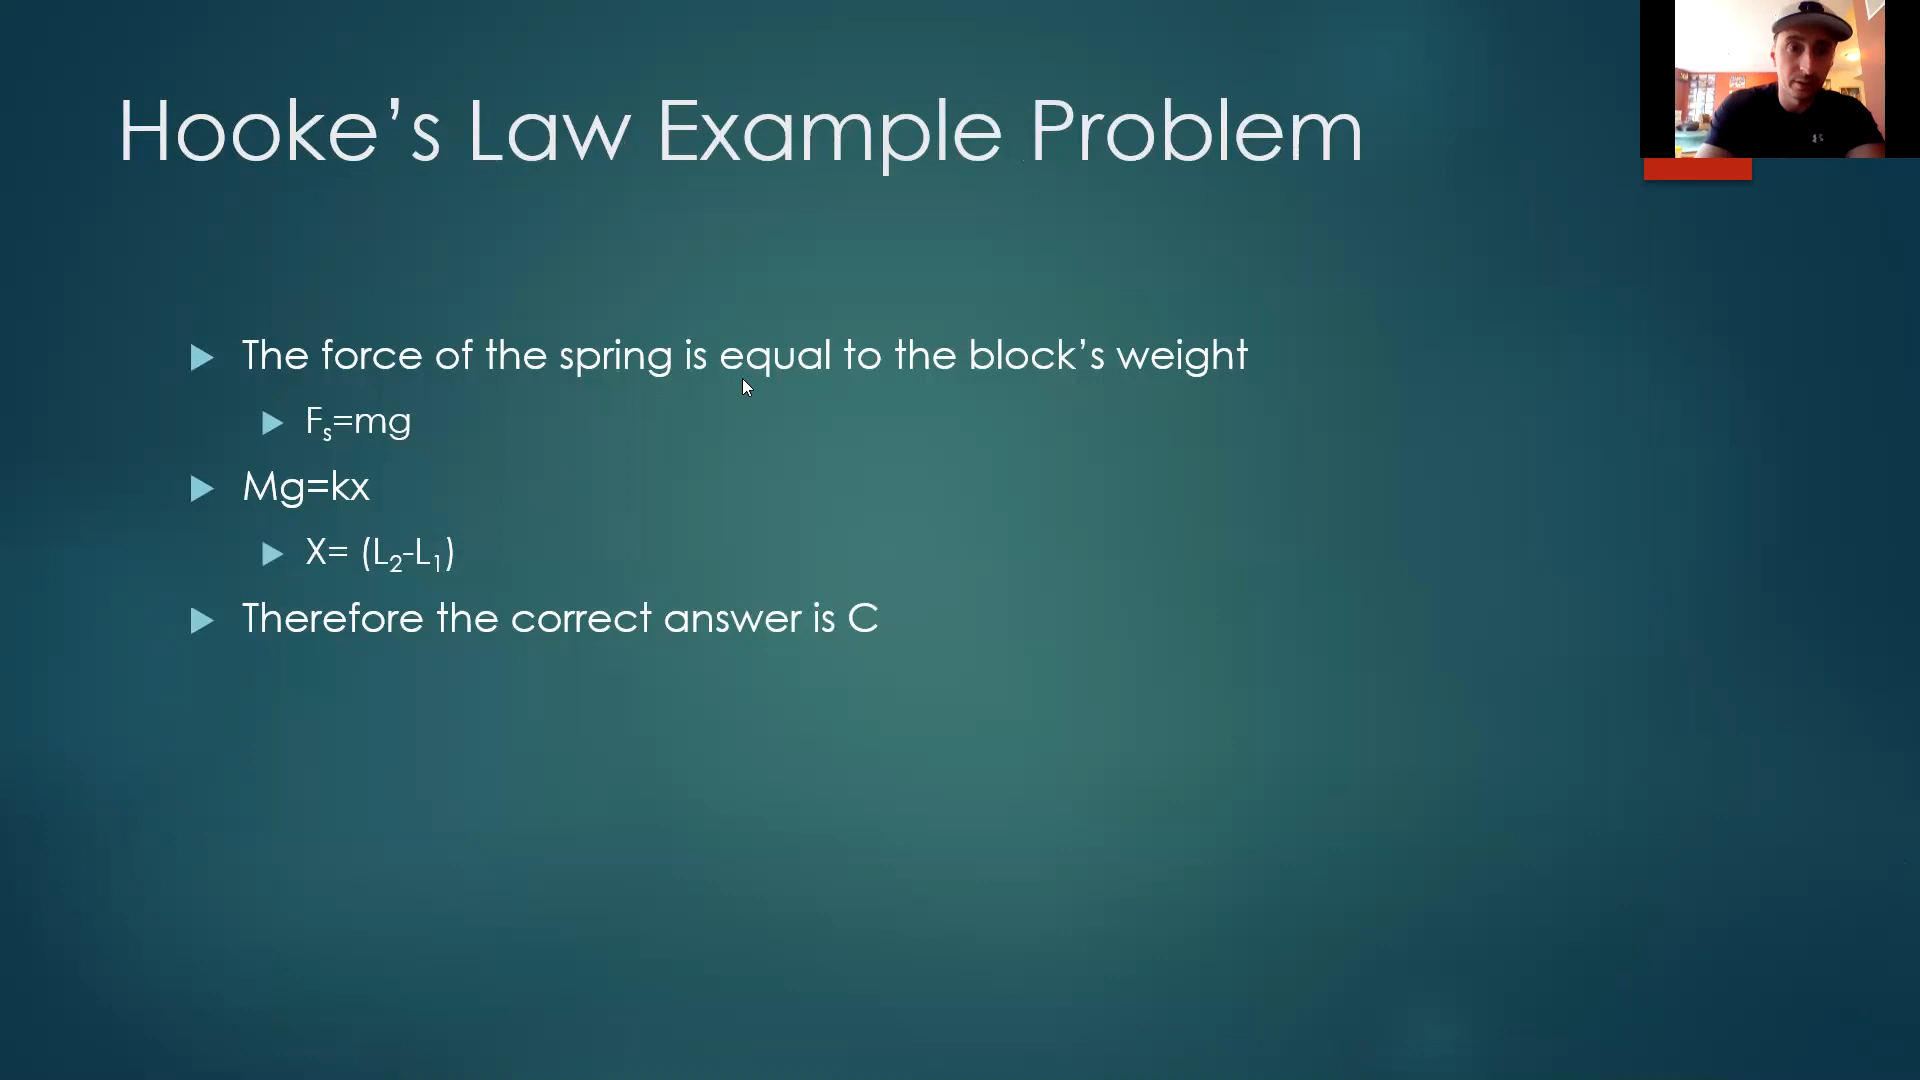 Hooke’s Law Example Problem
The force of the spring is equal to the block’s weight
Fₛ=mg
Mg=kx
X= (L₂-L₁)
Therefore the correct answer is C